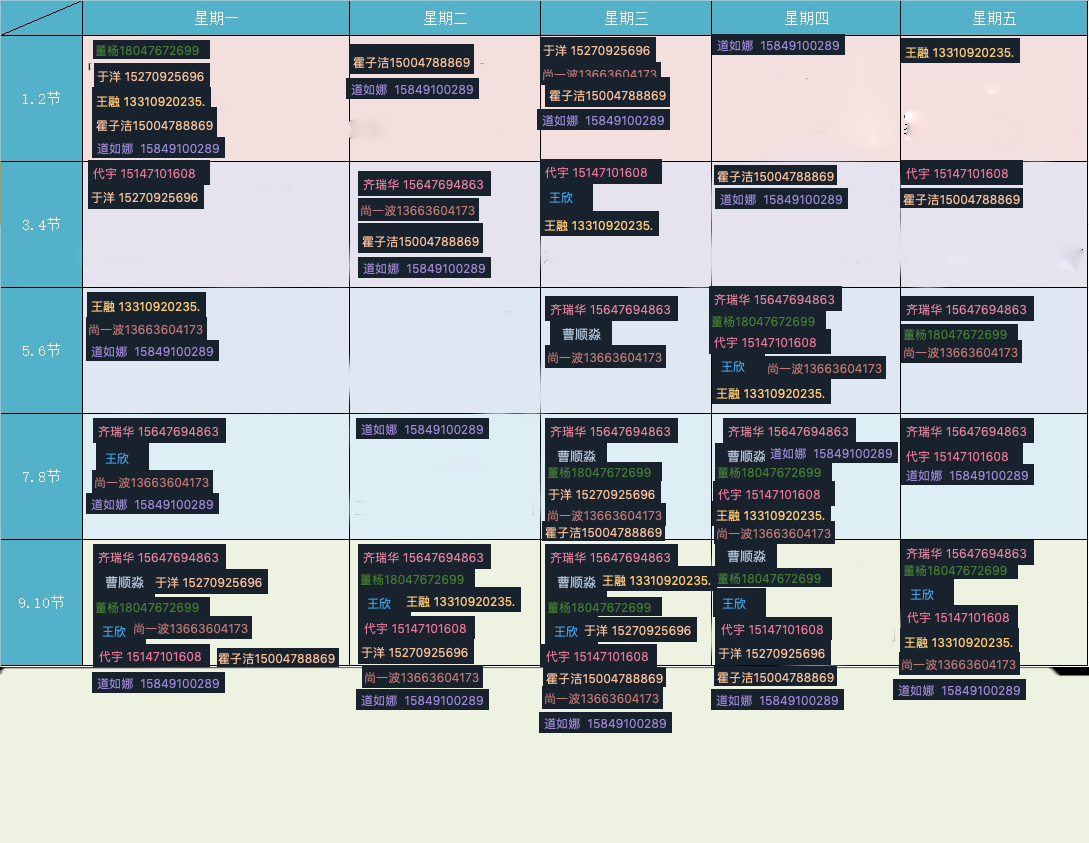 星期一 星期二 星期三 星期四 星期五
1.2节
董杨18047672699
于洋 15270925696
王融 13310920235.
霍子洁15004788869
道如娜 15849100289
霍子洁15004788869
道如娜 15849100289
于洋 15270925696
尚一波13663604173
霍子洁15004788869
道如娜 15849100289
道如娜 15849100289
王融 13310920235.
3.4节
代宇 15147101608
于洋 15270925696
齐瑞华 15647694863
尚一波13663604173
霍子洁15004788869
道如娜 15849100289
代宇 15147101608
王欣
王融 13310920235.
霍子洁15004788869
道如娜 15849100289
代宇 15147101608
霍子洁15004788869
5.6节
王融 13310920235.
尚一波13663604173
道如娜 15849100289
齐瑞华 15647694863
曹顺淼
尚一波13663604173
齐瑞华 15647694863
董杨18047672699
代宇 15147101608
王欣 尚一波13663604173
王融 13310920235.
齐瑞华 15647694863
董杨18047672699
尚一波13663604173
7.8节
齐瑞华 15647694863
王欣
尚一波13663604173
道如娜 15849100289
道如娜 15849100289
齐瑞华 15647694863
曹顺淼
董杨18047672699
于洋 15270925696
尚一波13663604173
霍子洁15004788869
齐瑞华 15647694863
曹顺淼 道如娜 15849100289
董杨18047672699
代宇 15147101608
王融 13310920235.
尚一波13663604173
齐瑞华 15647694863
代宇 15147101608
道如娜 15849100289
9.10节
齐瑞华 15647694863
曹顺淼 于洋 15270925696
董杨18047672699
王欣 尚一波13663604173
代宇 15147101608 霍子洁15004788869
道如娜 15849100289
齐瑞华 15647694863
董杨18047672699
王欣 王融 13310920235.
代宇 15147101608
于洋 15270925696
尚一波13663604173
道如娜 15849100289
齐瑞华 15647694863
曹顺淼 王融 13310920235.
董杨18047672699
王欣 于洋 15270925696
代宇 15147101608
霍子洁15004788869
尚一波13663604173
道如娜 15849100289
曹顺淼
董杨18047672699
王欣
代宇 15147101608
于洋 15270925696
霍子洁15004788869
道如娜 15849100289
齐瑞华 15647694863
董杨18047672699
王欣
代宇 15147101608
王融 13310920235.
尚一波13663604173
道如娜 15849100289